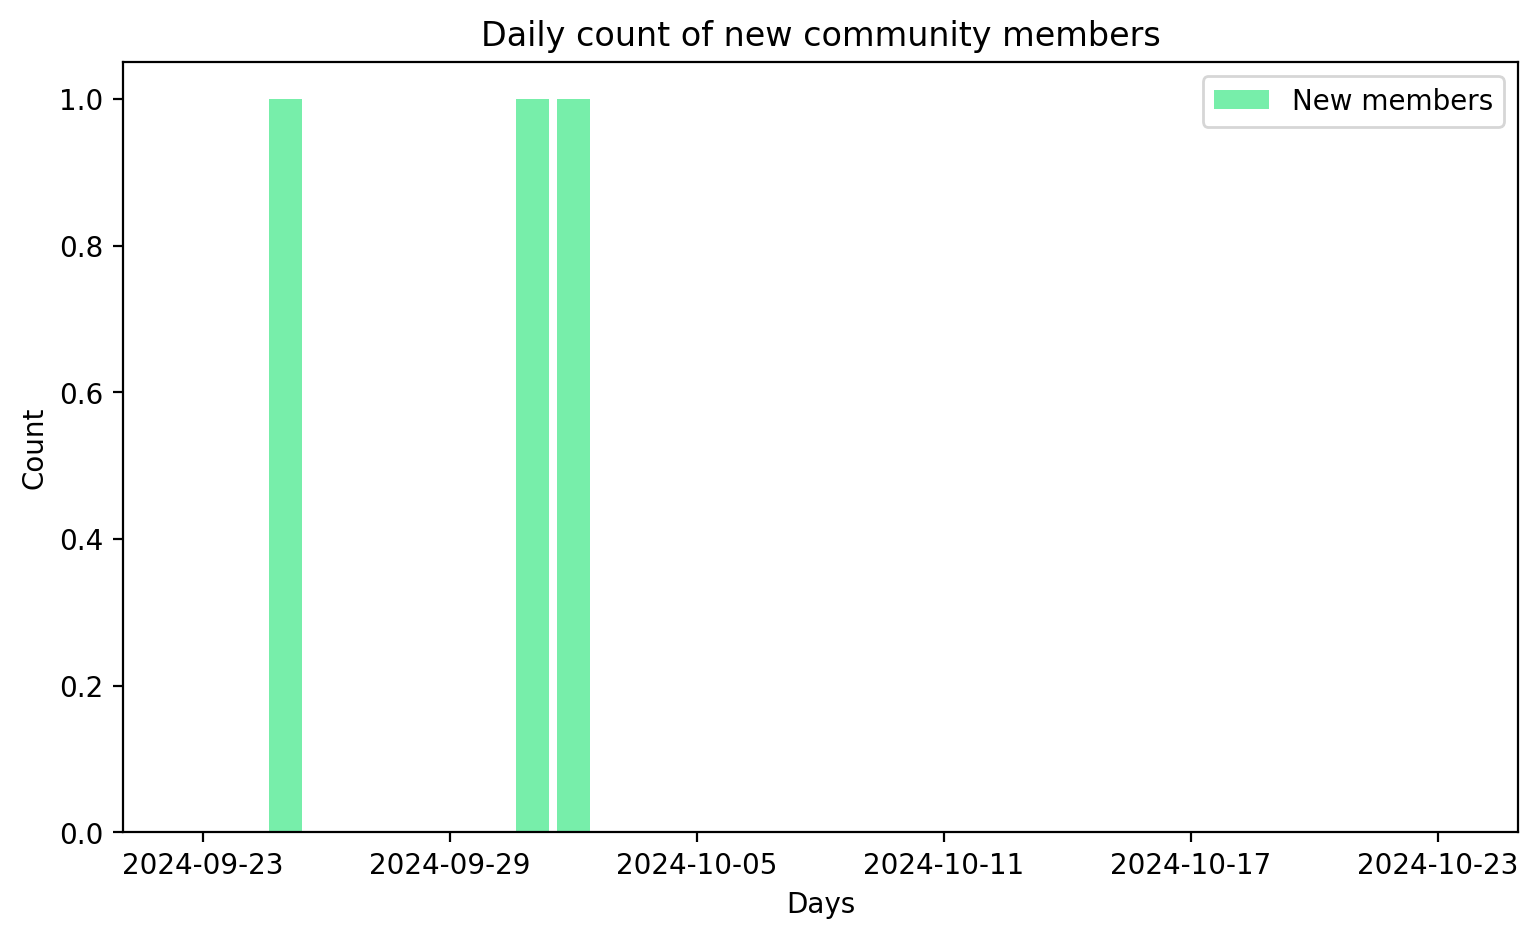 Daily count of new community members
New members
1.0
0.8
0.6
0.4
0.2
0.0
Count
2024-09-23 2024-09-29 2024-10-05 2024-10-11 2024-10-17 2024-10-23
Days